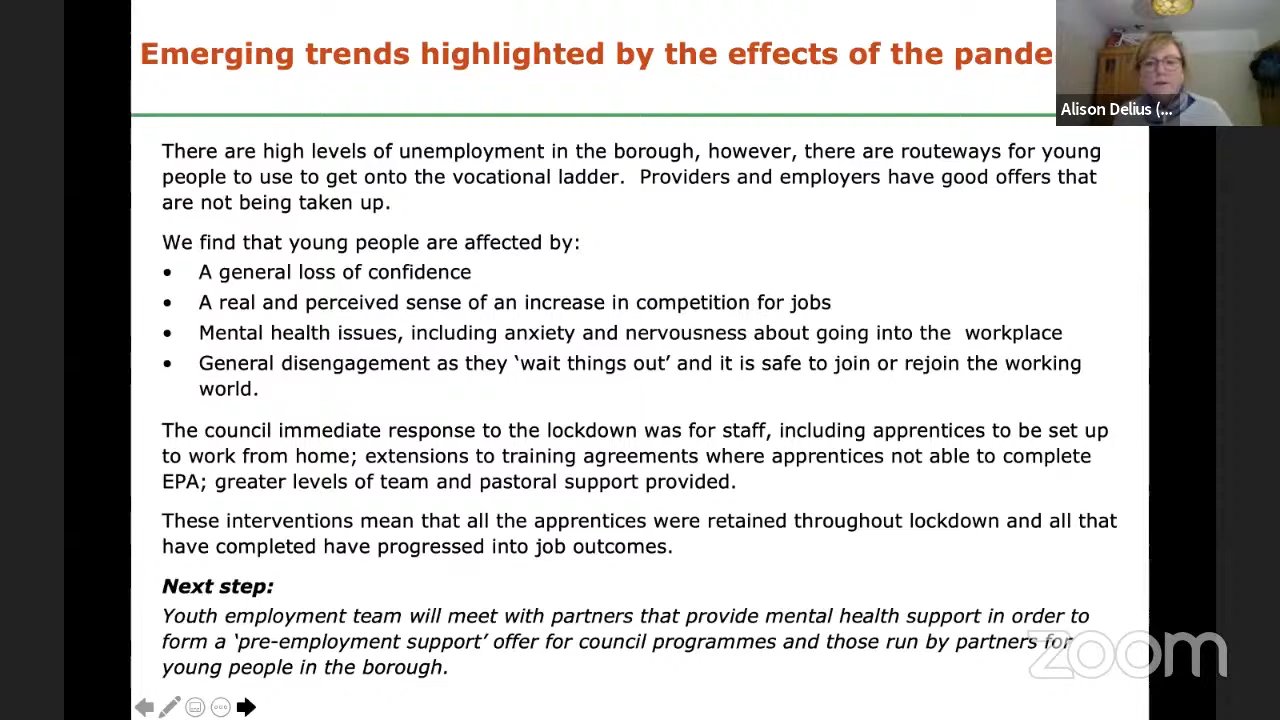 Emerging trends highlighted by the effects of the pande
Alison Delius (...
There are high levels of unemployment in the borough, however, there are routeways for young
people to use to get onto the vocational ladder.  Providers and employers have good offers that
are not being taken up.
We find that young people are affected by:
• A general loss of confidence
• A real and perceived sense of an increase in competition for jobs
• Mental health issues, including anxiety and nervousness about going into the  workplace
• General disengagement as they ‘wait things out’ and it is safe to join or rejoin the working
world.
The council immediate response to the lockdown was for staff, including apprentices to be set up
to work from home; extensions to training agreements where apprentices not able to complete
EPA; greater levels of team and pastoral support provided.
These interventions mean that all the apprentices were retained throughout lockdown and all that
have completed have progressed into job outcomes.
Next step:
Youth employment team will meet with partners that provide mental health support in order to
form a ‘pre-employment support’ offer for council programmes and those run by partners for
young people in the borough.
zoom